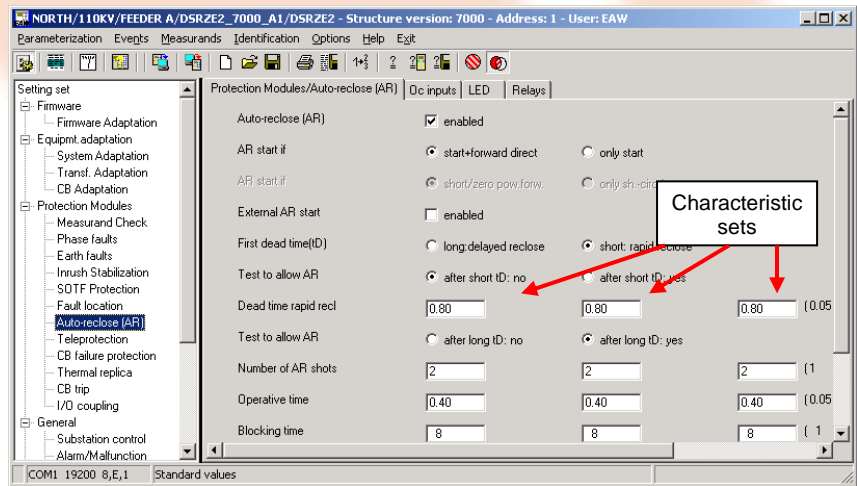 NORTH/110KV/FEEDER A/DSRZE2_7000_A1/DSRZE2 - Structure version: 7000 - Address: 1 - User: EAW
Parameterization Events Measurands Identification Options Help Exit
Setting set
Firmware
Firmware Adaptation
Equipmt.adaptation
System Adaptation
Transf. Adaptation
CB Adaptation
Protection Modules
Measurand Check
Phase faults
Earth faults
Inrush Stabilization
SOTF Protection
Fault location
Auto-reclose (AR)
Teleprotection
CB failure protection
Thermal replica
CB trip
I/O coupling
General
Substation control
Alarm/Malfunction
Protection Modules/Auto-reclose (AR) Oc inputs LED Relays
Auto-reclose (AR) enabled
AR start if start+forward direct only start
AR start if short/zero pow.forw. only sh.-circ
External AR start enabled
First dead time(tD) long:delayed reclose short: rapid reclose
Test to allow AR after short tD: no after short tD: yes
Dead time rapid recl 0.80 0.80 0.80 (0.05
Test to allow AR after long tD: no after long tD: yes
Number of AR shots 2 2 2 (1
Operative time 0.40 0.40 0.40 (0.05
Blocking time 8 8 8 ( 1
Characteristic
sets
COM1 19200 8,E,1 Standard values